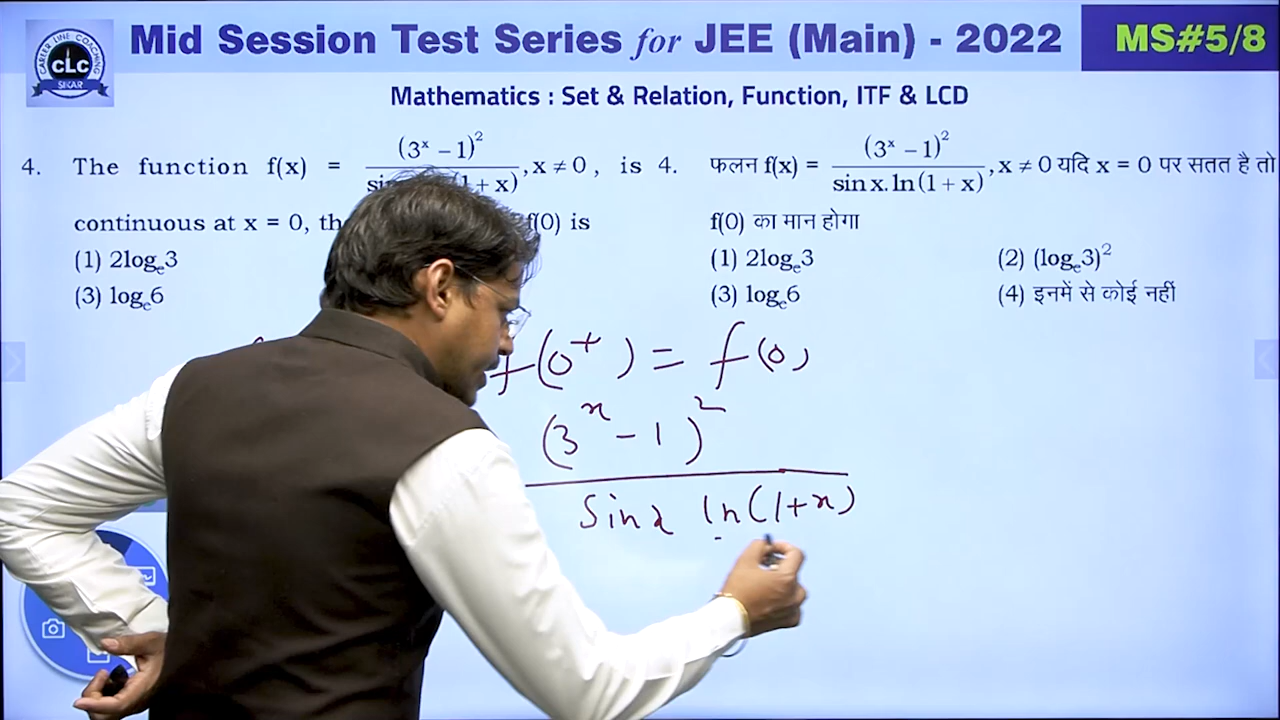 CAREER LINE COACHING
CLC
SIKAR
Mid Session Test Series for JEE (Main) - 2022
MS#5/8
Mathematics : Set & Relation, Function, ITF & LCD
4. The function f(x) = (3ˣ – 1)² / , x ≠ 0 , is
continuous at x = 0, f(0) is
(1) 2logₑ3
(3) logₑ6
4. फलन f(x) = (3ˣ – 1)² / sin x. ln(1 + x) , x ≠ 0 यदि x = 0 पर सतत है तो
f(0) का मान होगा
(1) 2logₑ3 (2) (logₑ3)²
(3) logₑ6 (4) इनमें से कोई नहीं
f(0⁺) = f(0)
(3ˣ - 1)²
Sinx ln(1+x)